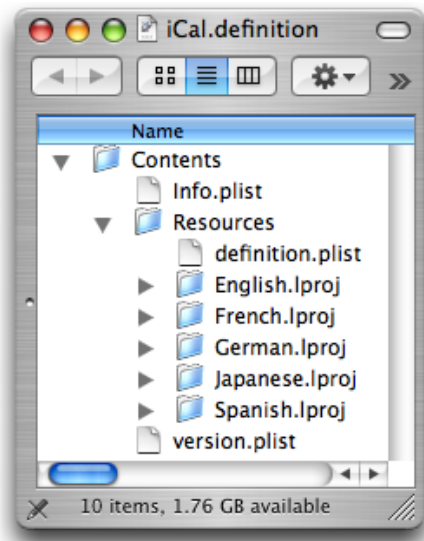 iCal.definition
Name
Contents
Info.plist
Resources
definition.plist
English.lproj
French.lproj
German.lproj
Japanese.lproj
Spanish.lproj
version.plist
10 items, 1.76 GB available